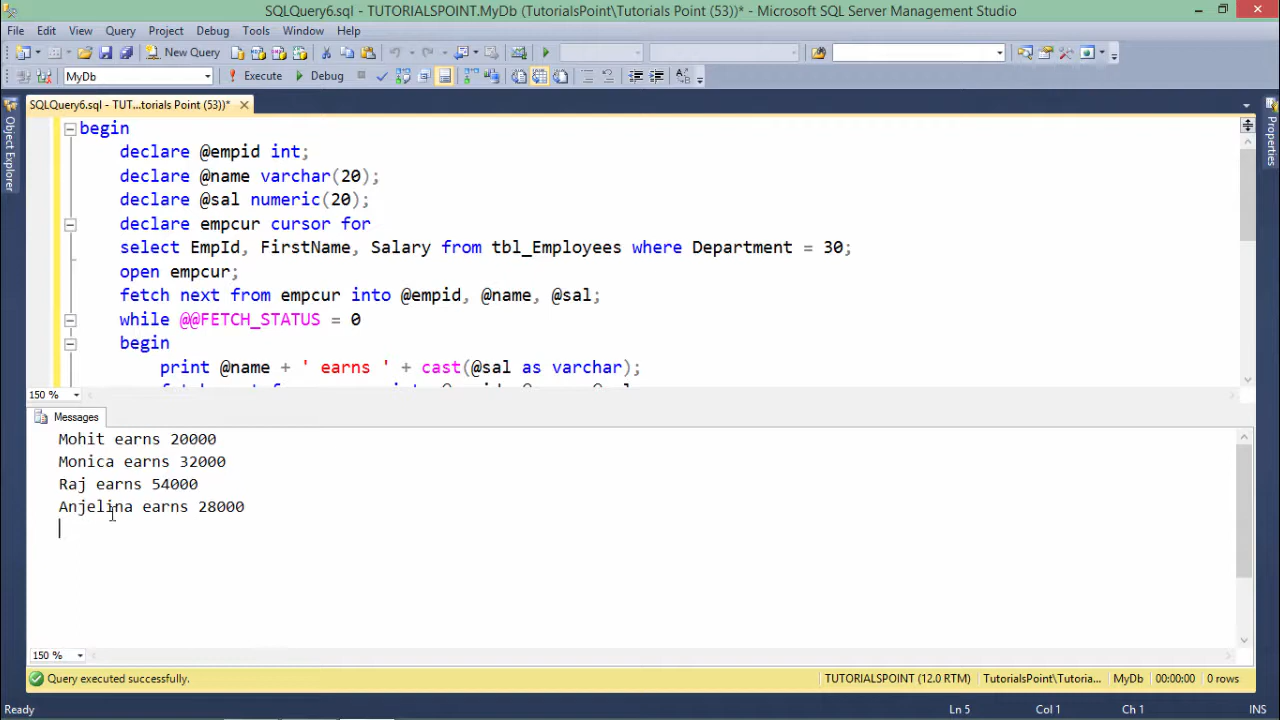 SQLQuery6.sql - TUTORIALSPOINT.MyDb (TutorialsPoint\Tutorials Point (53))* - Microsoft SQL Server Management Studio
File Edit View Query Project Debug Tools Window Help
New Query
MyDb Execute Debug
SQLQuery6.sql - TUT...torials Point (53))*
Object Explorer
Properties
begin
declare @empid int;
declare @name varchar(20);
declare @sal numeric(20);
declare empcur cursor for
select EmpId, FirstName, Salary from tbl_Employees where Department = 30;
open empcur;
fetch next from empcur into @empid, @name, @sal;
while @@FETCH_STATUS = 0
begin
print @name + ' earns ' + cast(@sal as varchar);
150 %
Messages
Mohit earns 20000
Monica earns 32000
Raj earns 54000
Anjelina earns 28000
150 %
Query executed successfully. TUTORIALSPOINT (12.0 RTM) TutorialsPoint\Tutoria... MyDb 00:00:00 0 rows
Ready Ln 5 Col 1 Ch 1 INS